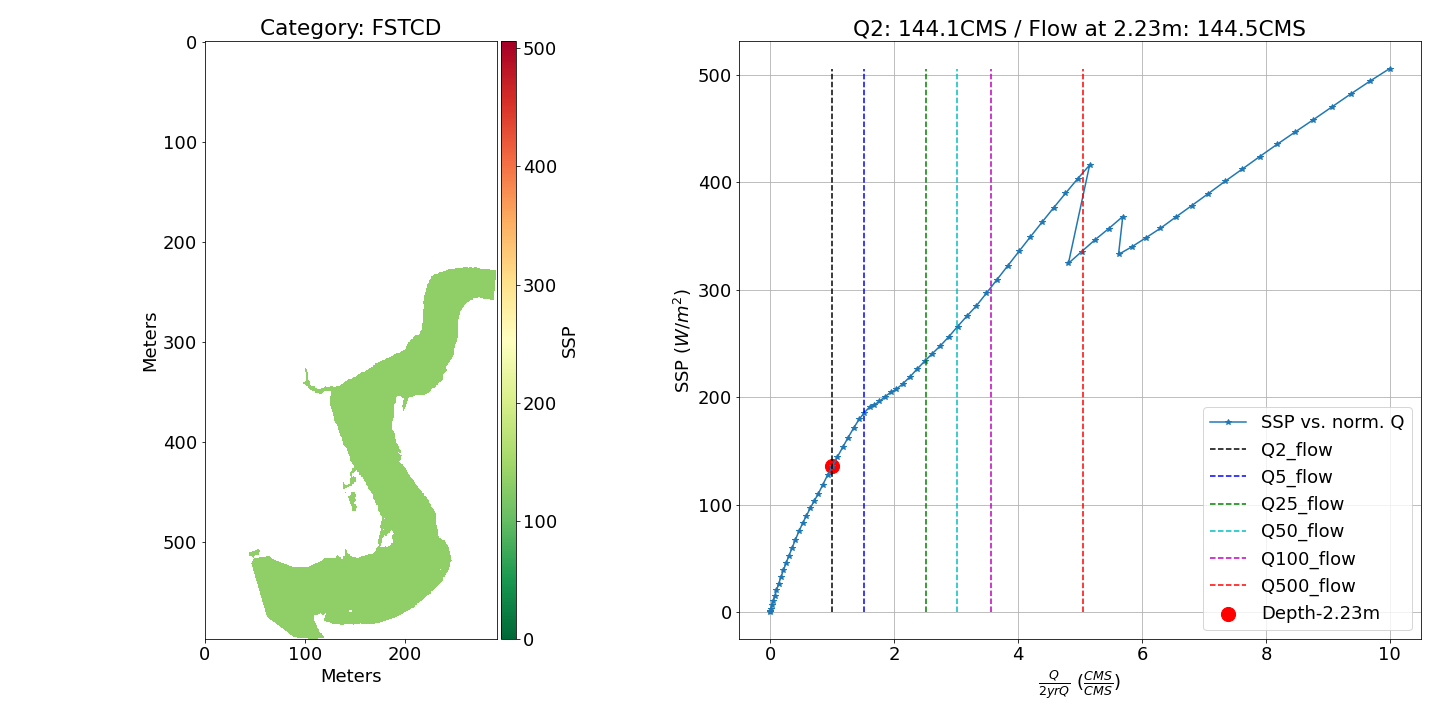 Category: FSTCD
0
100
200
300
400
500
Meters
0
100
200
Meters
500
400
300
200
100
0
SSP
Q2: 144.1CMS / Flow at 2.23m: 144.5CMS
500
400
300
200
100
0
SSP (W/m²)
0
2
4
6
8
10
Q/2yrQ (CMS/CMS)
SSP vs. norm. Q
Q2_flow
Q5_flow
Q25_flow
Q50_flow
Q100_flow
Q500_flow
Depth-2.23m